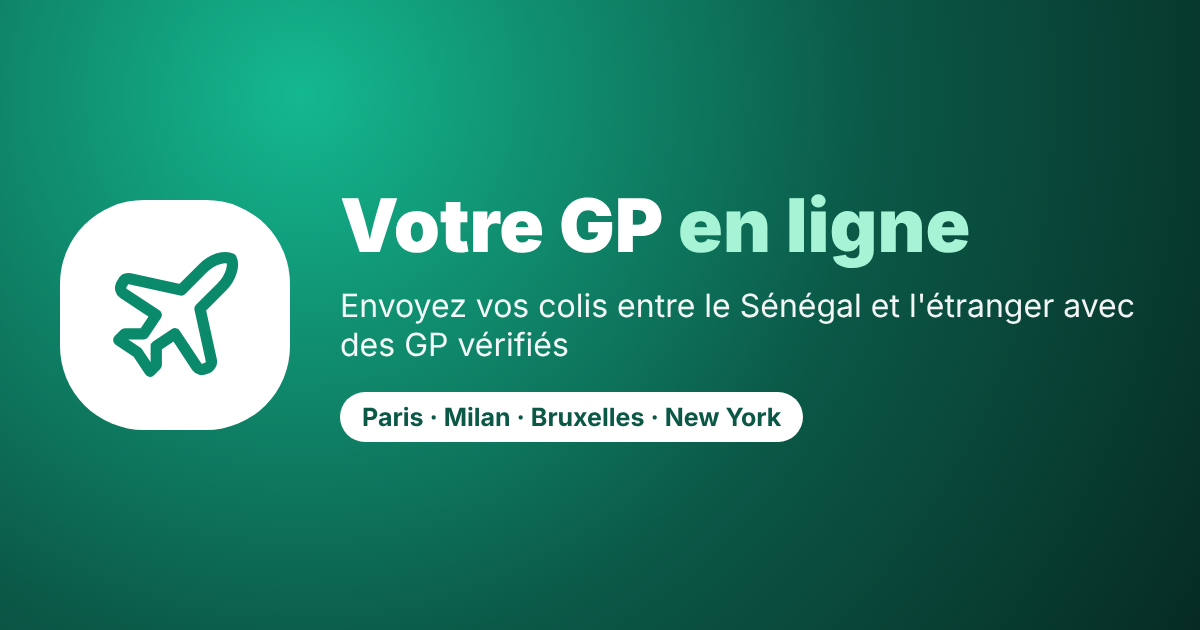 Votre GP en ligne
Envoyez vos colis entre le Sénégal et l'étranger avec
des GP vérifiés
Paris · Milan · Bruxelles · New York